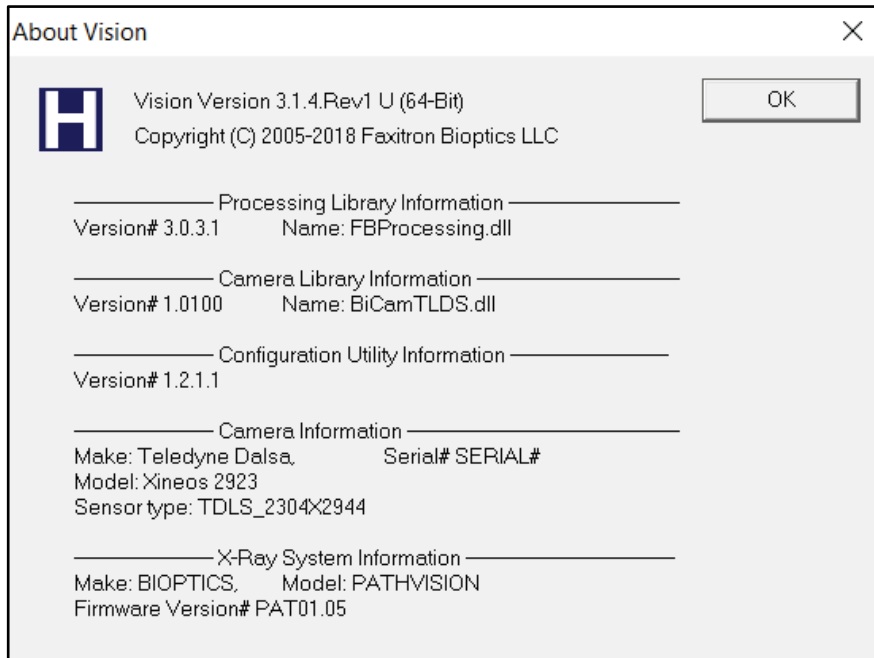 About Vision
H
Vision Version 3.1.4.Rev1 U (64-Bit)
OK
Copyright (C) 2005-2018 Faxitron Bioptics LLC
Processing Library Information
Version# 3.0.3.1 Name: FBProcessing.dll
Camera Library Information
Version# 1.0100 Name: BiCamTLDS.dll
Configuration Utility Information
Version# 1.2.1.1
Camera Information
Make: Teledyne Dalsa, Serial# SERIAL#
Model: Xineos 2923
Sensor type: TDLS_2304X2944
X-Ray System Information
Make: BIOPTICS, Model: PATHVISION
Firmware Version# PAT01.05